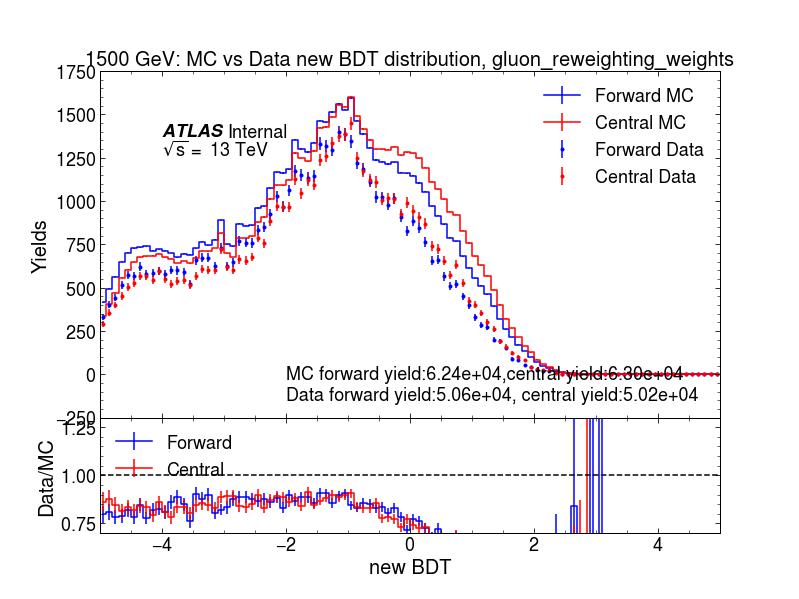 1500 GeV: MC vs Data new BDT distribution, gluon_reweighting_weights
1750
1500
1250
1000
750
500
250
0
−250
Yields
ATLAS Internal
√s = 13 TeV
Forward MC
Central MC
Forward Data
Central Data
MC forward yield:6.24e+04,central yield:6.30e+04
Data forward yield:5.06e+04, central yield:5.02e+04
1.25
1.00
0.75
Data/MC
Forward
Central
−4 −2 0 2 4
new BDT